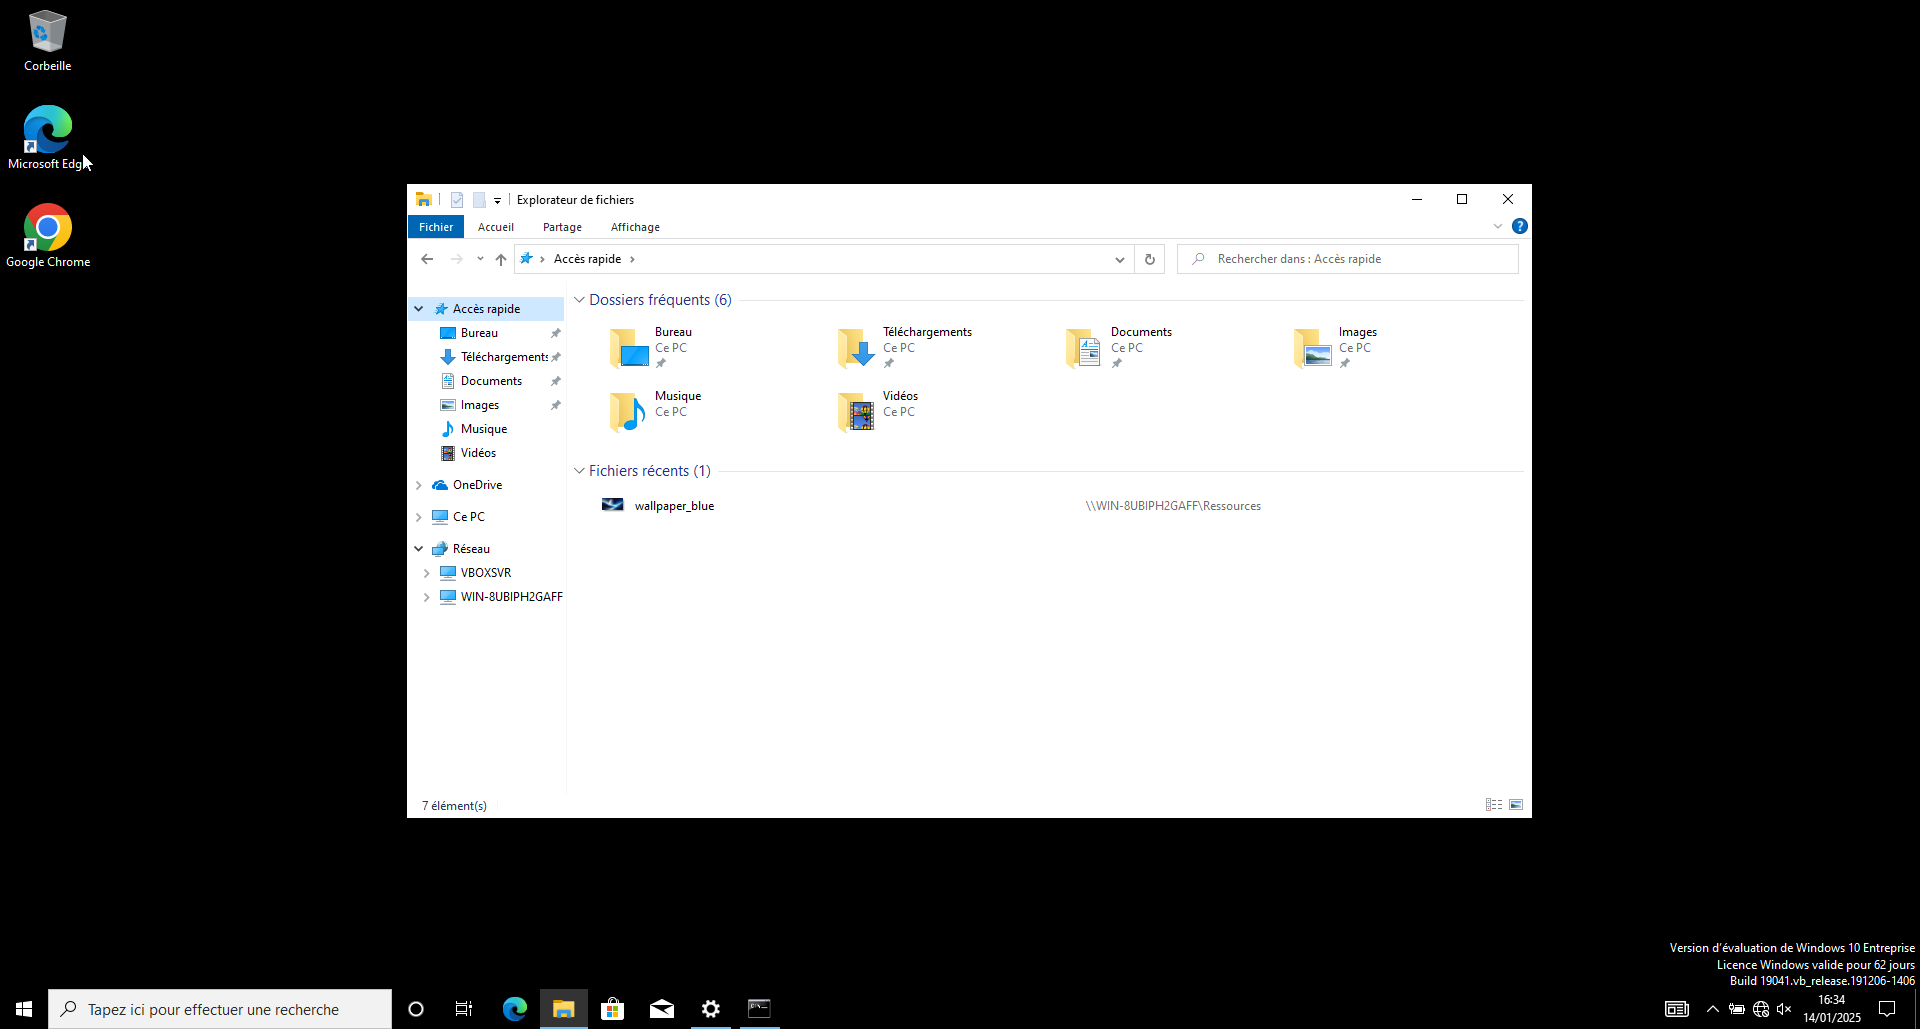 Corbeille
Microsoft Edge
Google Chrome
Explorateur de fichiers
Fichier
Accueil
Partage
Affichage
?
Accès rapide
Rechercher dans : Accès rapide
Accès rapide
Bureau
Téléchargements
Documents
Images
Musique
Vidéos
OneDrive
Ce PC
Réseau
VBOXSVR
WIN-8UBIPH2GAFF
Dossiers fréquents (6)
Bureau
Ce PC
Téléchargements
Ce PC
Documents
Ce PC
Images
Ce PC
Musique
Ce PC
Vidéos
Ce PC
Fichiers récents (1)
wallpaper_blue
\\WIN-8UBIPH2GAFF\Ressources
7 élément(s)
Version d'évaluation de Windows 10 Entreprise
Licence Windows valide pour 62 jours
Build 19041.vb_release.191206-1406
Tapez ici pour effectuer une recherche
16:34
14/01/2025